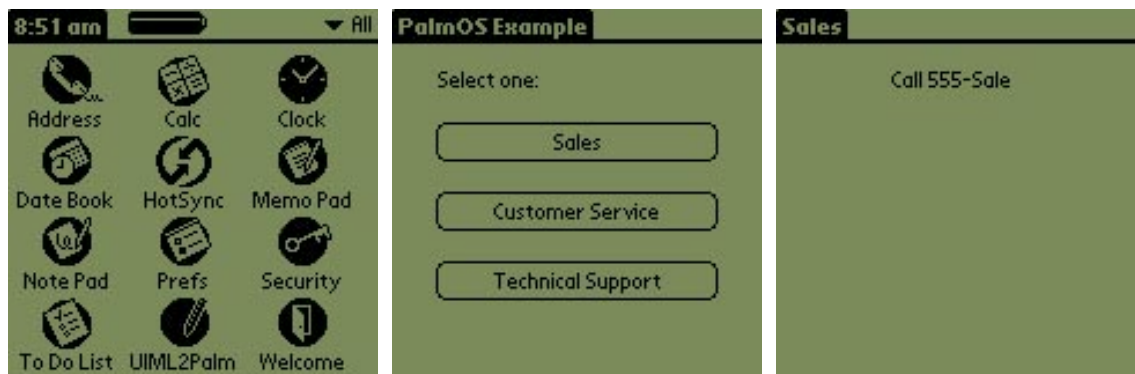 8:51 am All
Address Calc Clock
Date Book HotSync Memo Pad
Note Pad Prefs Security
To Do List UIML2Palm Welcome
PalmOS Example
Select one:
Sales
Customer Service
Technical Support
Sales
Call 555-Sale